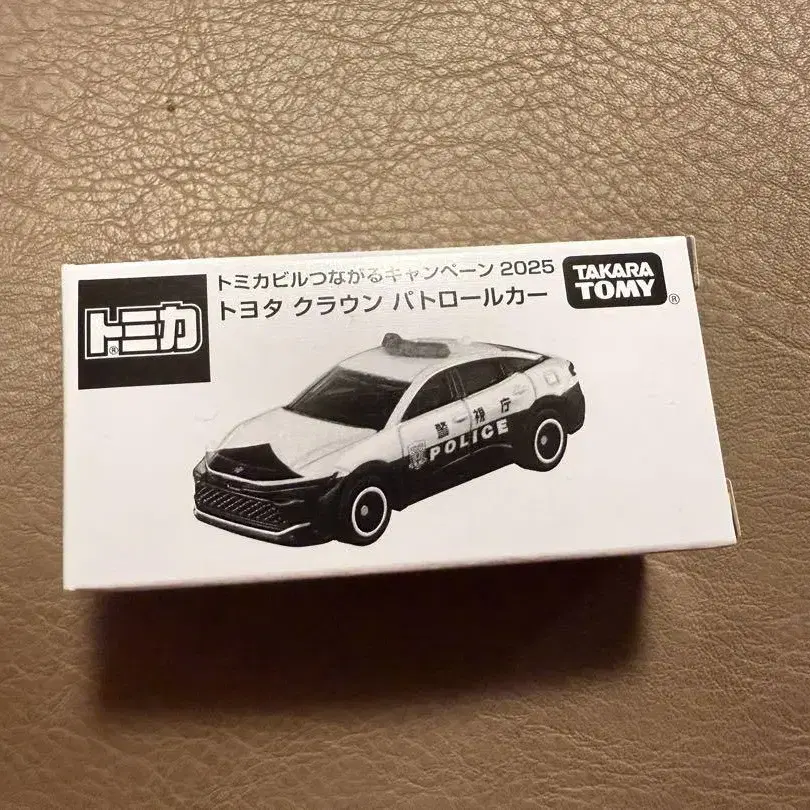 トミカ®
トミカビルつながるキャンペーン 2025
トヨタ クラウン パトロールカー
TAKARA
TOMY®
警視庁
POLICE